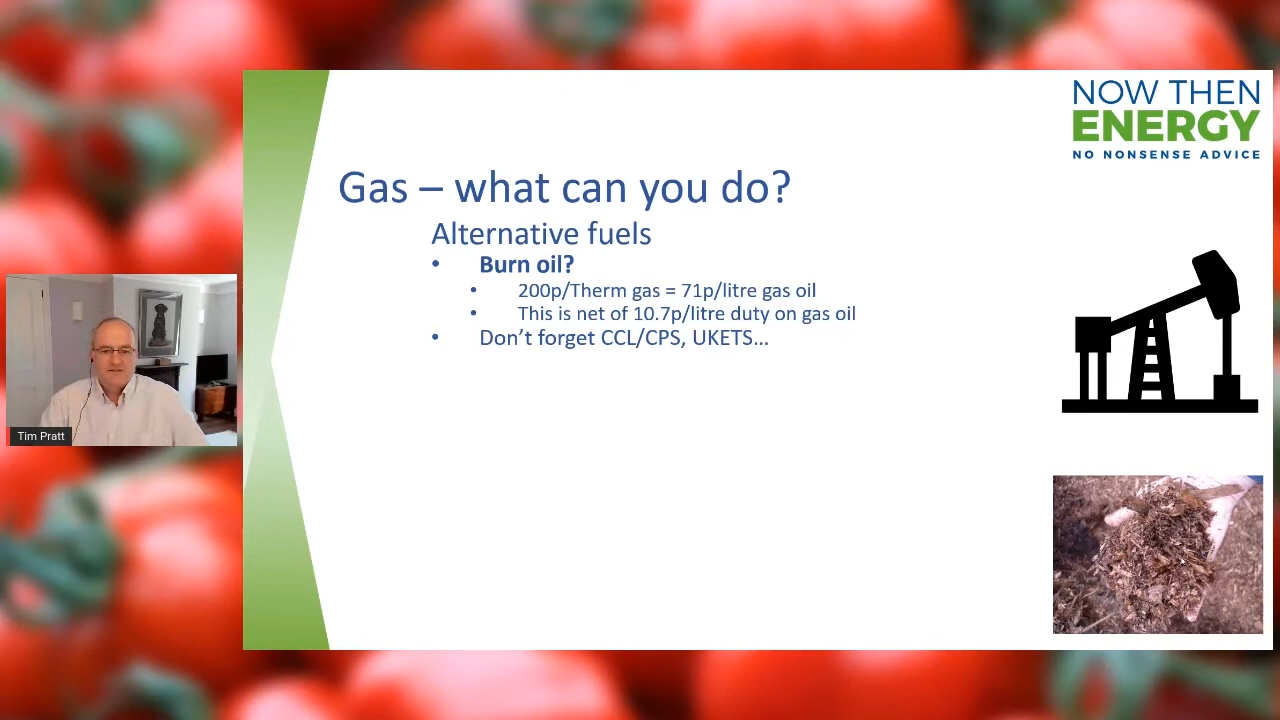 NOW THEN
ENERGY
NO NONSENSE ADVICE
Gas – what can you do?
Alternative fuels
• Burn oil?
• 200p/Therm gas = 71p/litre gas oil
• This is net of 10.7p/litre duty on gas oil
• Don't forget CCL/CPS, UKETS...
Tim Pratt